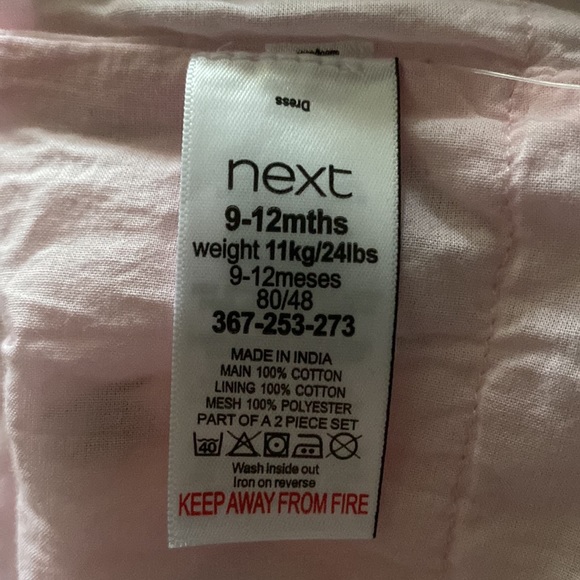 Dress
next
9-12mths
weight 11kg/24lbs
9-12meses
80/48
367-253-273
MADE IN INDIA
MAIN 100% COTTON
LINING 100% COTTON
MESH 100% POLYESTER
PART OF A 2 PIECE SET
40
Wash inside out
Iron on reverse
KEEP AWAY FROM FIRE